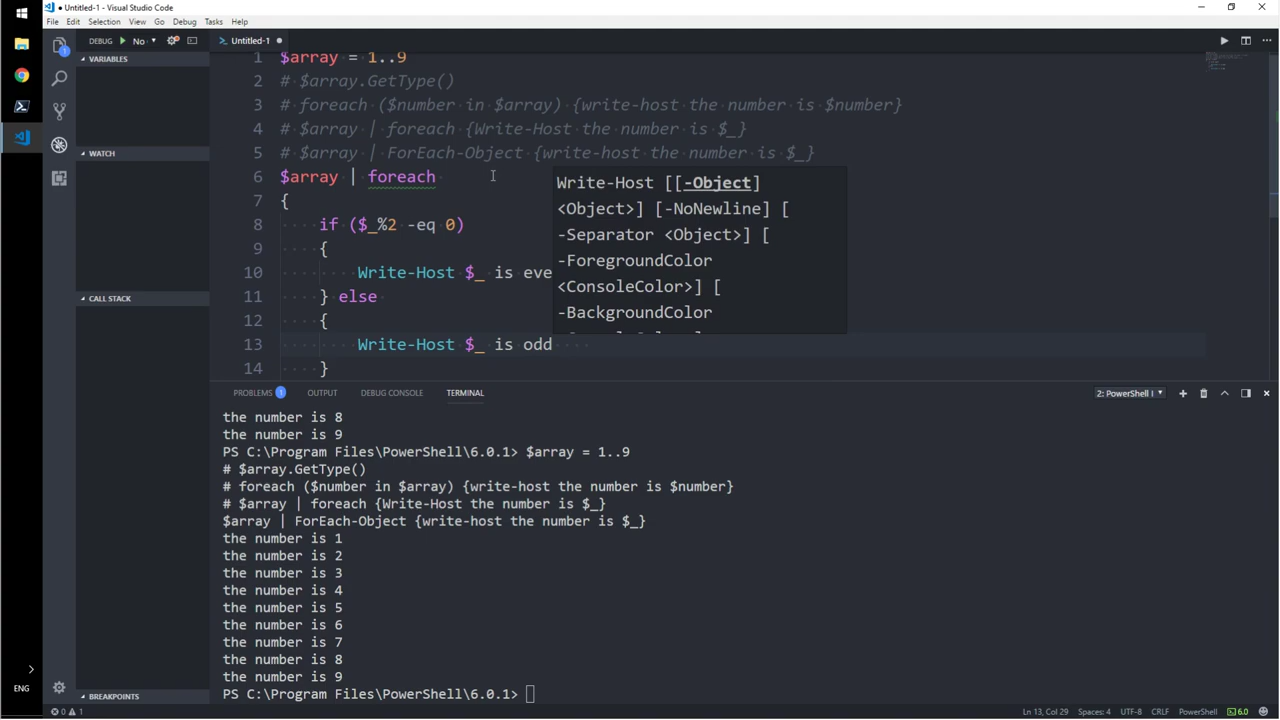 ● Untitled-1 - Visual Studio Code
File Edit Selection View Go Debug Tasks Help
DEBUG No
Untitled-1 ●
VARIABLES
WATCH
CALL STACK
BREAKPOINTS
1 $array = 1..9
2 # $array.GetType()
3 # foreach ($number in $array) {write-host the number is $number}
4 # $array | foreach {Write-Host the number is $_}
5 # $array | ForEach-Object {write-host the number is $_}
6 $array | foreach
7 {
8 if ($_%2 -eq 0)
9 {
10 Write-Host $_ is eve
11 } else
12 {
13 Write-Host $_ is odd
14 }
Write-Host [[-Object]
<Object>] [-NoNewline] [
-Separator <Object>] [
-ForegroundColor
<ConsoleColor>] [
-BackgroundColor
PROBLEMS 1 OUTPUT DEBUG CONSOLE TERMINAL
2: PowerShell I
the number is 8
the number is 9
PS C:\Program Files\PowerShell\6.0.1> $array = 1..9
# $array.GetType()
# foreach ($number in $array) {write-host the number is $number}
# $array | foreach {Write-Host the number is $_}
$array | ForEach-Object {write-host the number is $_}
the number is 1
the number is 2
the number is 3
the number is 4
the number is 5
the number is 6
the number is 7
the number is 8
the number is 9
PS C:\Program Files\PowerShell\6.0.1>
ENG
0 1
Ln 13, Col 29 Spaces: 4 UTF-8 CRLF PowerShell 6.0